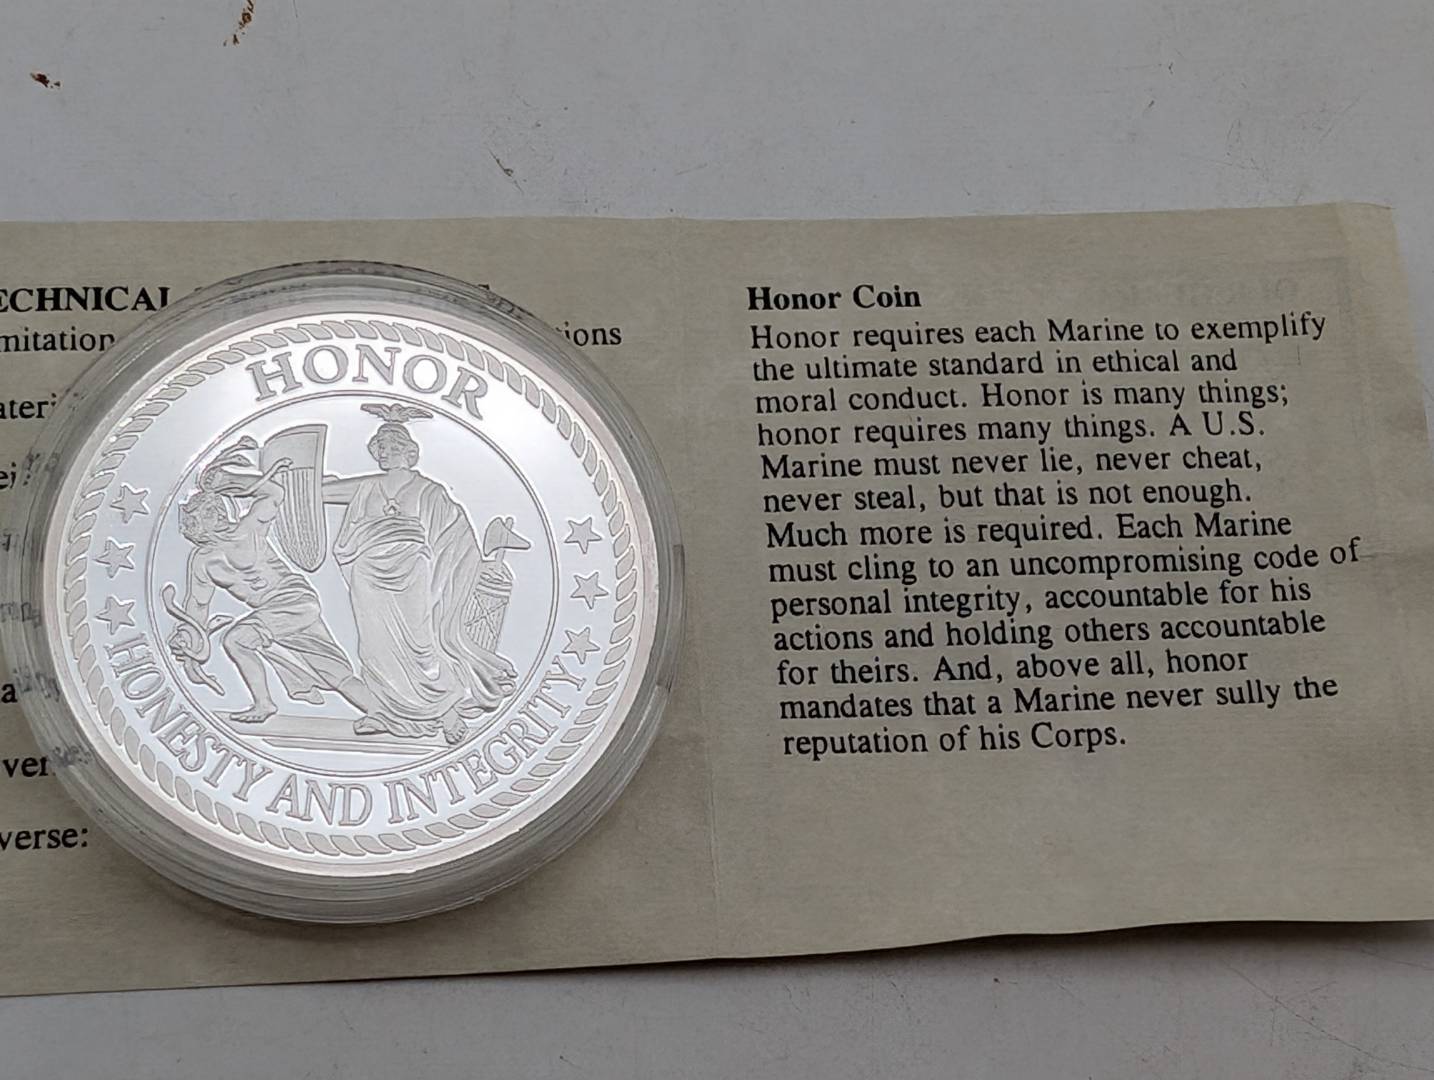 TECHNICAL
ions
verse:
HONOR
HONESTY AND INTEGRITY
Honor Coin
Honor requires each Marine to exemplify
the ultimate standard in ethical and
moral conduct. Honor is many things;
honor requires many things. A U.S.
Marine must never lie, never cheat,
never steal, but that is not enough.
Much more is required. Each Marine
must cling to an uncompromising code of
personal integrity, accountable for his
actions and holding others accountable
for theirs. And, above all, honor
mandates that a Marine never sully the
reputation of his Corps.